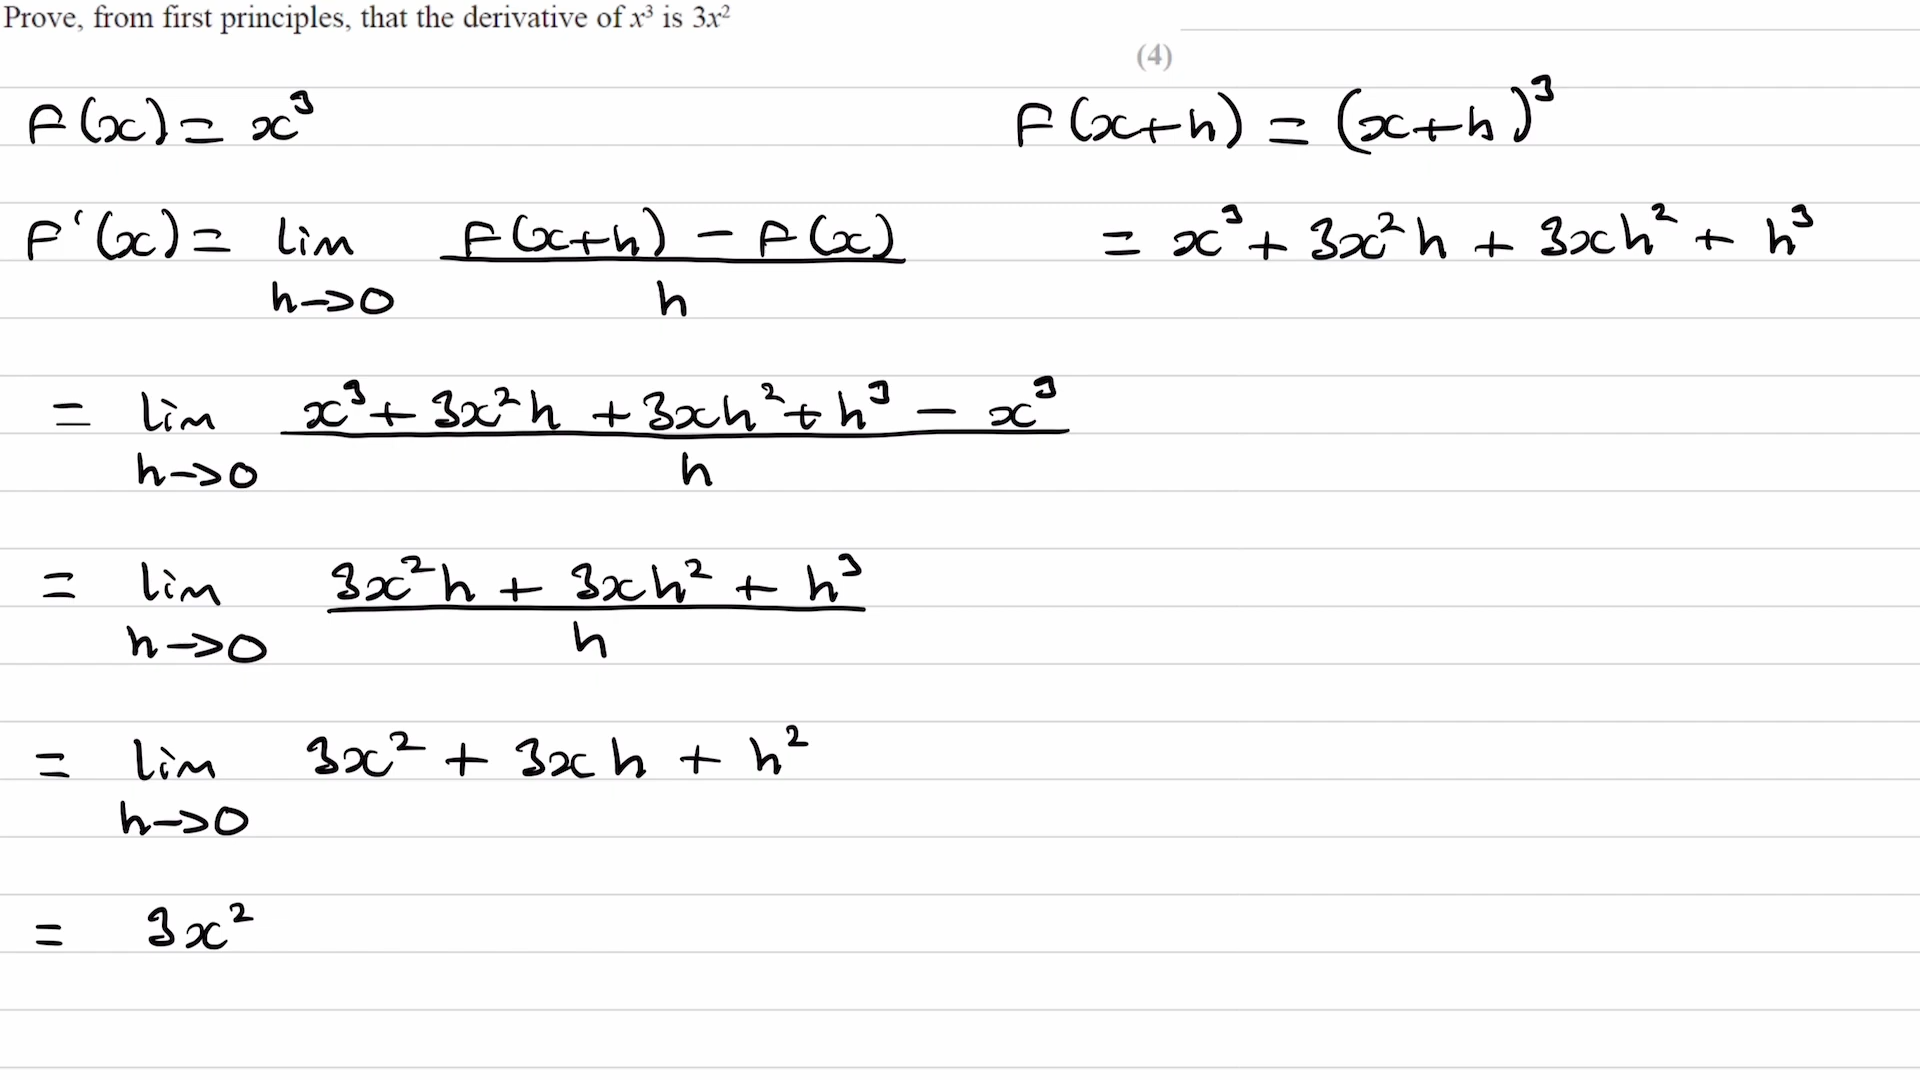 Prove, from first principles, that the derivative of x³ is 3x²
(4)
F(x) = x³
F(x+h) = (x+h)³
F'(x) = lim h→0 F(x+h) - F(x) / h
= x³ + 3x²h + 3xh² + h³
= lim h→0 x³ + 3x²h + 3xh² + h³ - x³ / h
= lim h→0 3x²h + 3xh² + h³ / h
= lim h→0 3x² + 3xh + h²
= 3x²